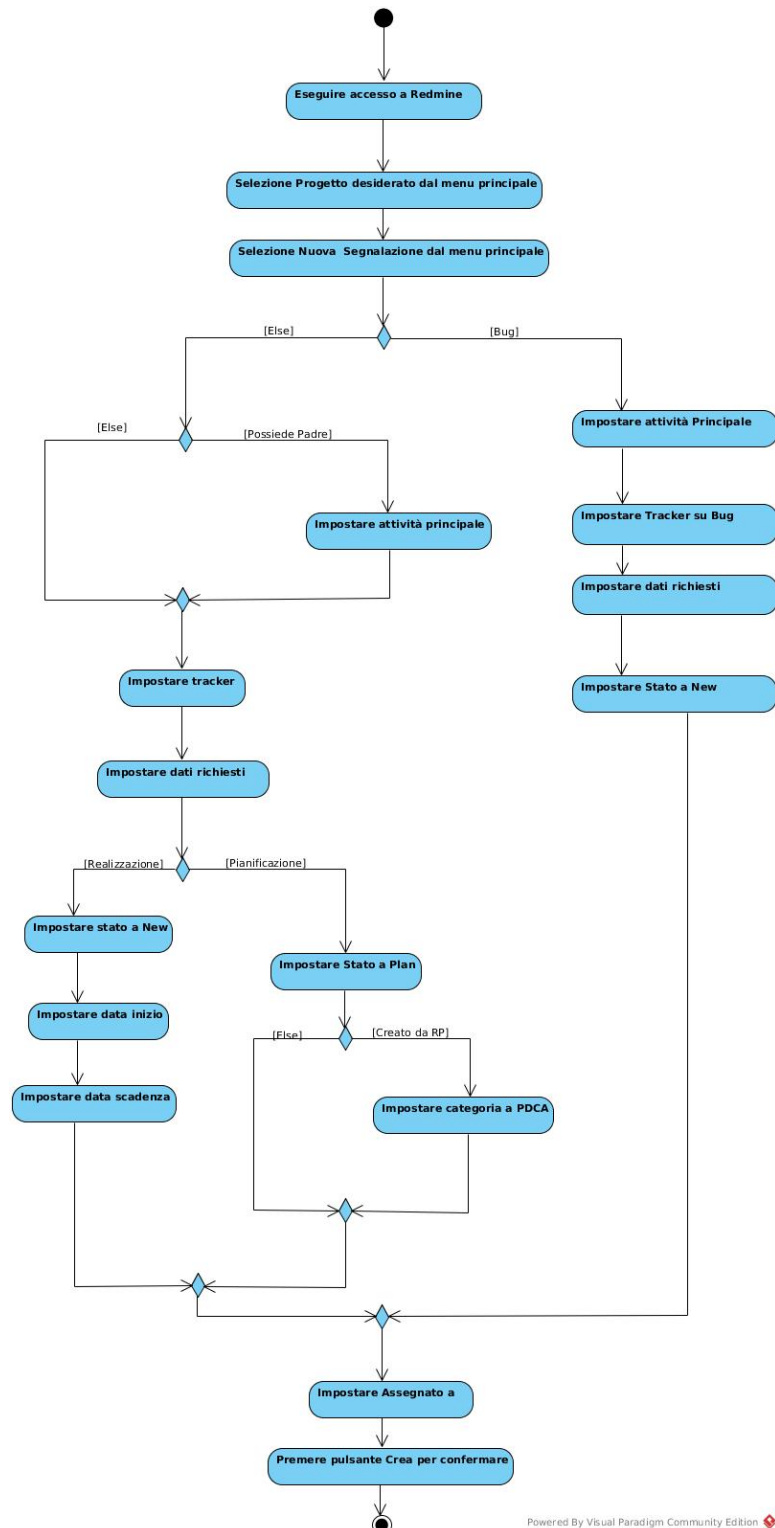 Eseguire accesso a Redmine
Selezione Progetto desiderato dal menu principale
Selezione Nuova  Segnalazione dal menu principale
[Else]
[Bug]
[Else]
[Possiede Padre]
Impostare attività Principale
Impostare attività principale
Impostare Tracker su Bug
Impostare dati richiesti
Impostare tracker
Impostare Stato a New
Impostare dati richiesti
[Realizzazione]
[Pianificazione]
Impostare stato a New
Impostare Stato a Plan
Impostare data inizio
[Else]
[Creato da RP]
Impostare data scadenza
Impostare categoria a PDCA
Impostare Assegnato a
Premere pulsante Crea per confermare
Powered By Visual Paradigm Community Edition